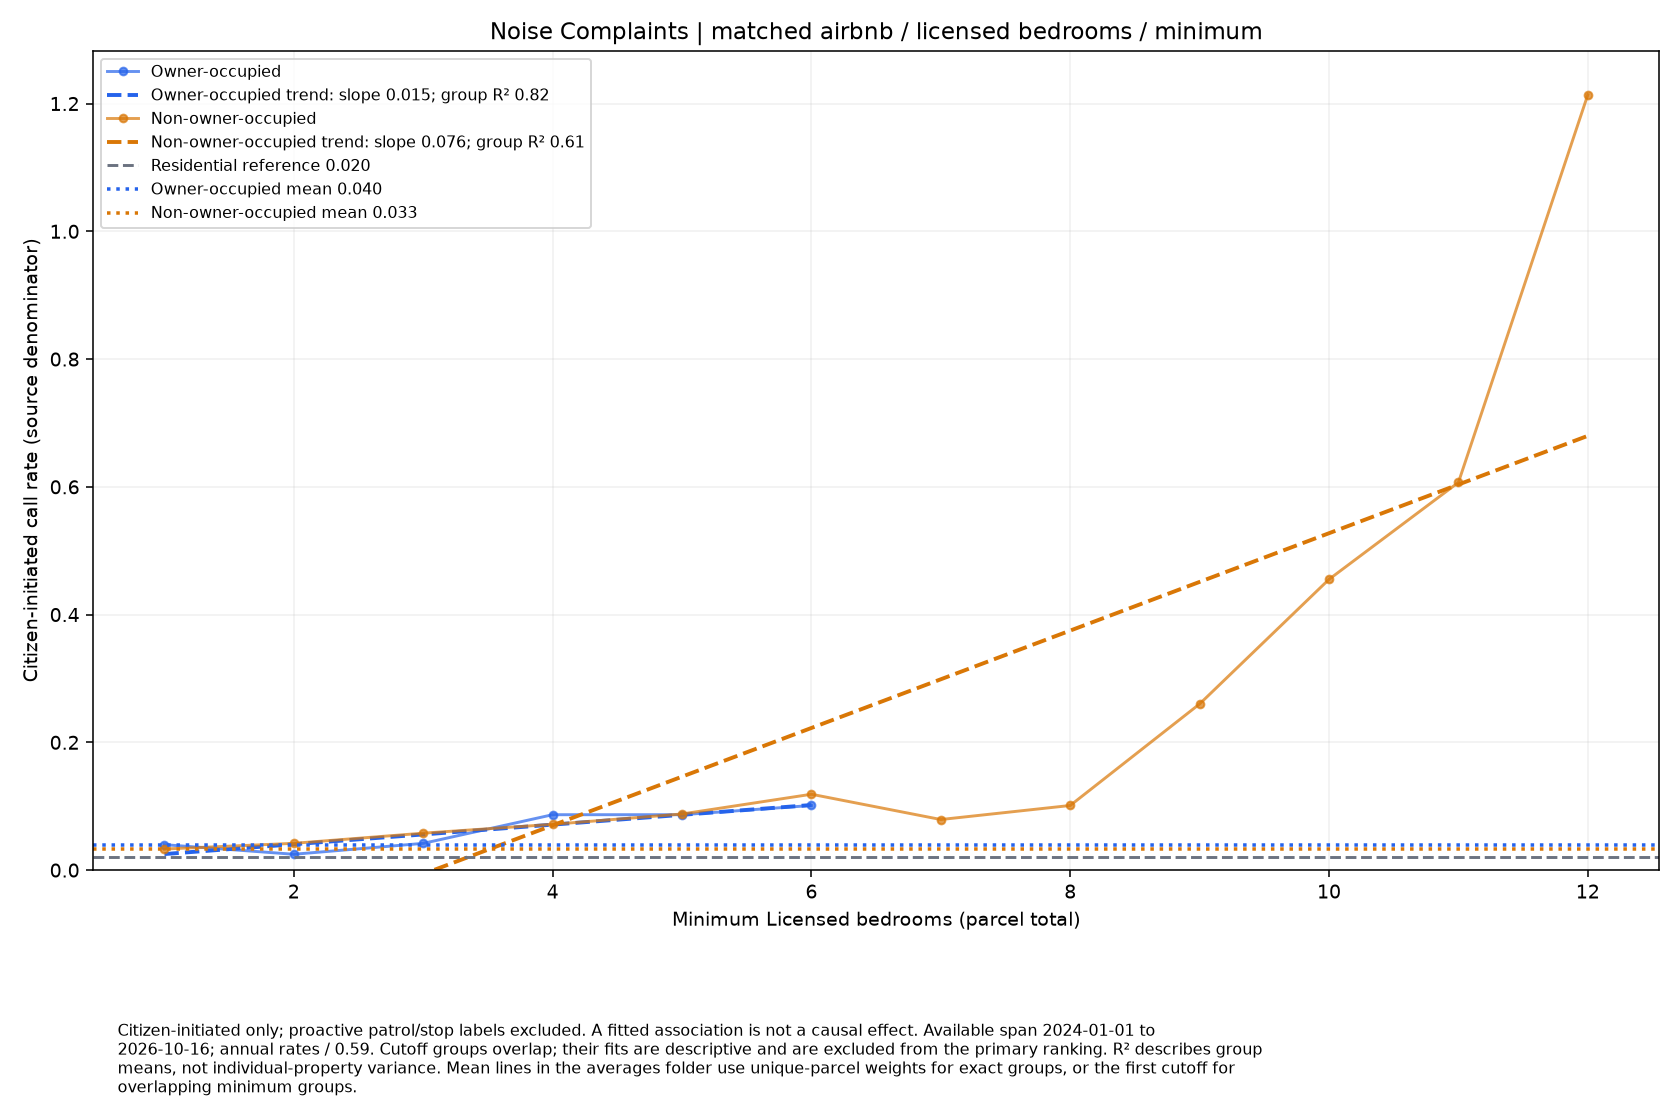 Noise Complaints | matched airbnb / licensed bedrooms / minimum
Owner-occupied
Owner-occupied trend: slope 0.015; group R² 0.82
Non-owner-occupied
Non-owner-occupied trend: slope 0.076; group R² 0.61
Residential reference 0.020
Owner-occupied mean 0.040
Non-owner-occupied mean 0.033
Citizen-initiated call rate (source denominator)
1.2
1.0
0.8
0.6
0.4
0.2
0.0
2 4 6 8 10 12
Minimum Licensed bedrooms (parcel total)
Citizen-initiated only; proactive patrol/stop labels excluded. A fitted association is not a causal effect. Available span 2024-01-01 to
2026-10-16; annual rates / 0.59. Cutoff groups overlap; their fits are descriptive and are excluded from the primary ranking. R² describes group
means, not individual-property variance. Mean lines in the averages folder use unique-parcel weights for exact groups, or the first cutoff for
overlapping minimum groups.